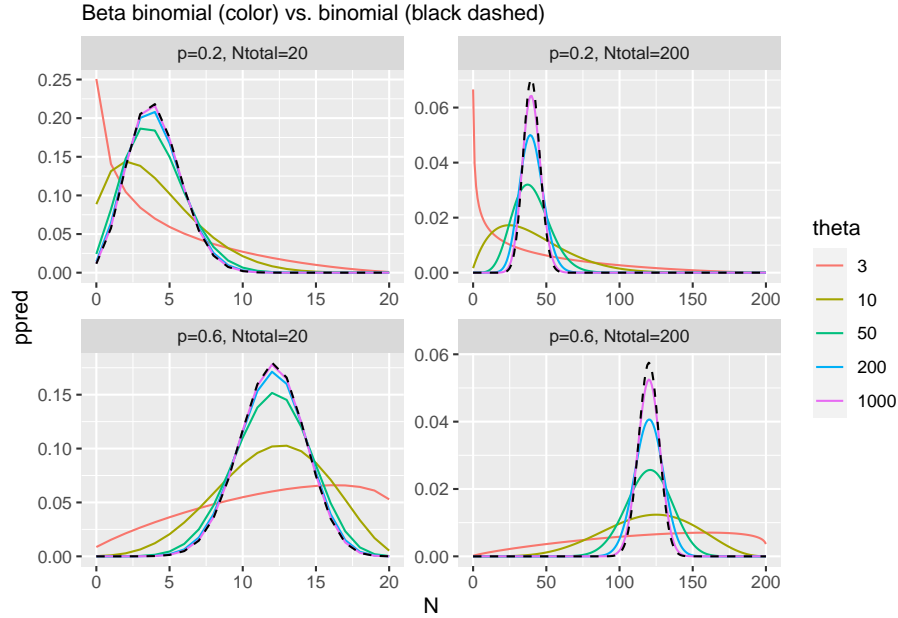 Beta binomial (color) vs. binomial (black dashed)
p=0.2, Ntotal=20
p=0.2, Ntotal=200
0.25
0.20
0.15
0.10
0.05
0.00
0 5 10 15 20
0.06
0.04
0.02
0.00
0 50 100 150 200
p=0.6, Ntotal=20
p=0.6, Ntotal=200
0.15
0.10
0.05
0.00
0 5 10 15 20
0.06
0.04
0.02
0.00
0 50 100 150 200
ppred
N
theta
3
10
50
200
1000